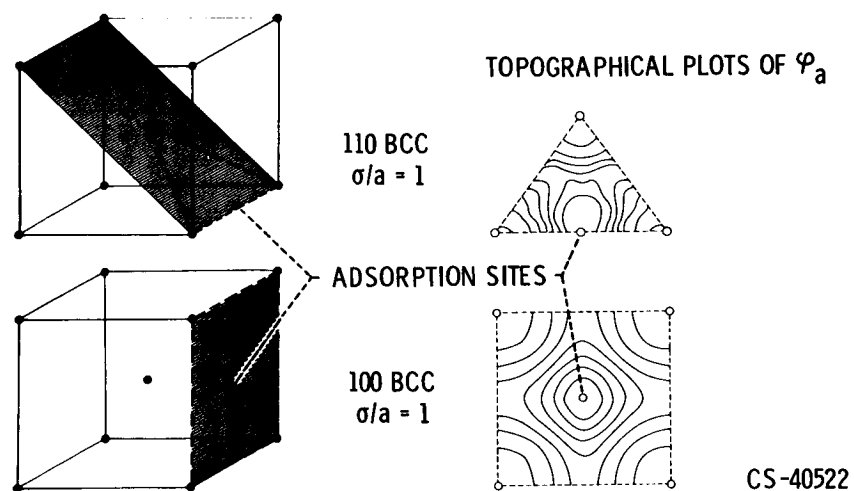 TOPOGRAPHICAL PLOTS OF φa
110 BCC
σ/a = 1
ADSORPTION SITES
100 BCC
σ/a = 1
CS-40522